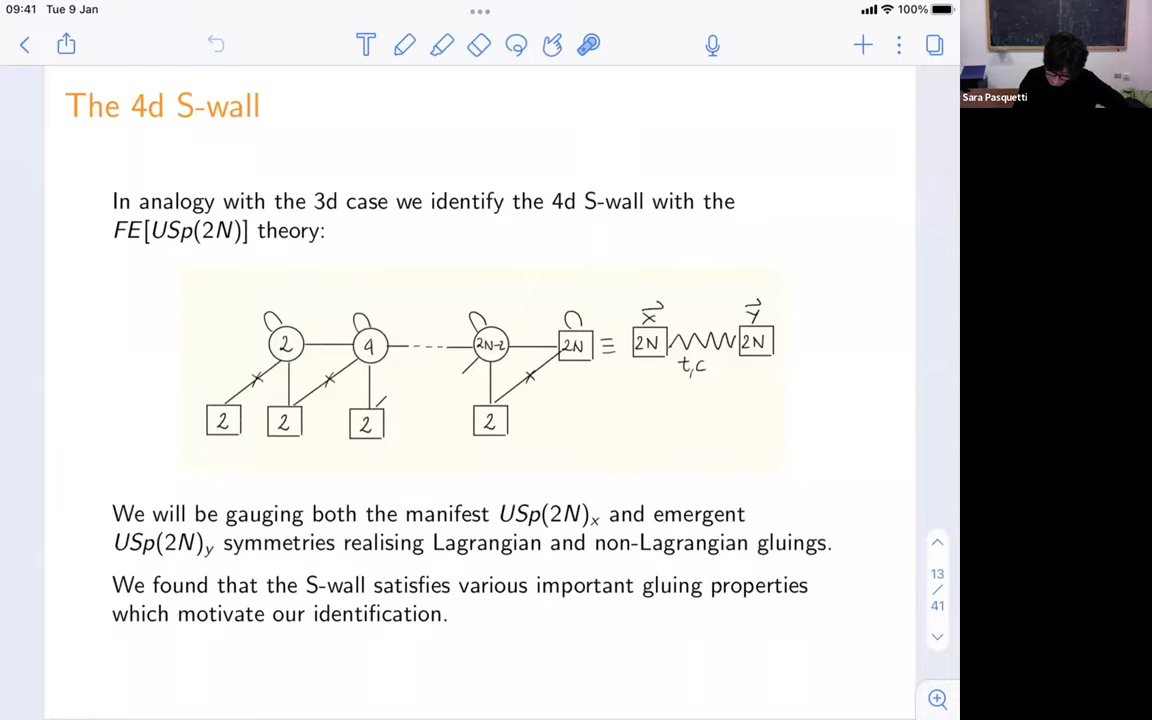 09:41 Tue 9 Jan
100%
Sara Pasquetti
The 4d S-wall
In analogy with the 3d case we identify the 4d S-wall with the
FE[USp(2N)] theory:
2 4 2N-2 2N ≡ 2N 2N
x⃗ y⃗
t,c
2 2 2 2
We will be gauging both the manifest USp(2N)ₓ and emergent
USp(2N)ᵧ symmetries realising Lagrangian and non-Lagrangian gluings.
We found that the S-wall satisfies various important gluing properties
which motivate our identification.
13
/
41